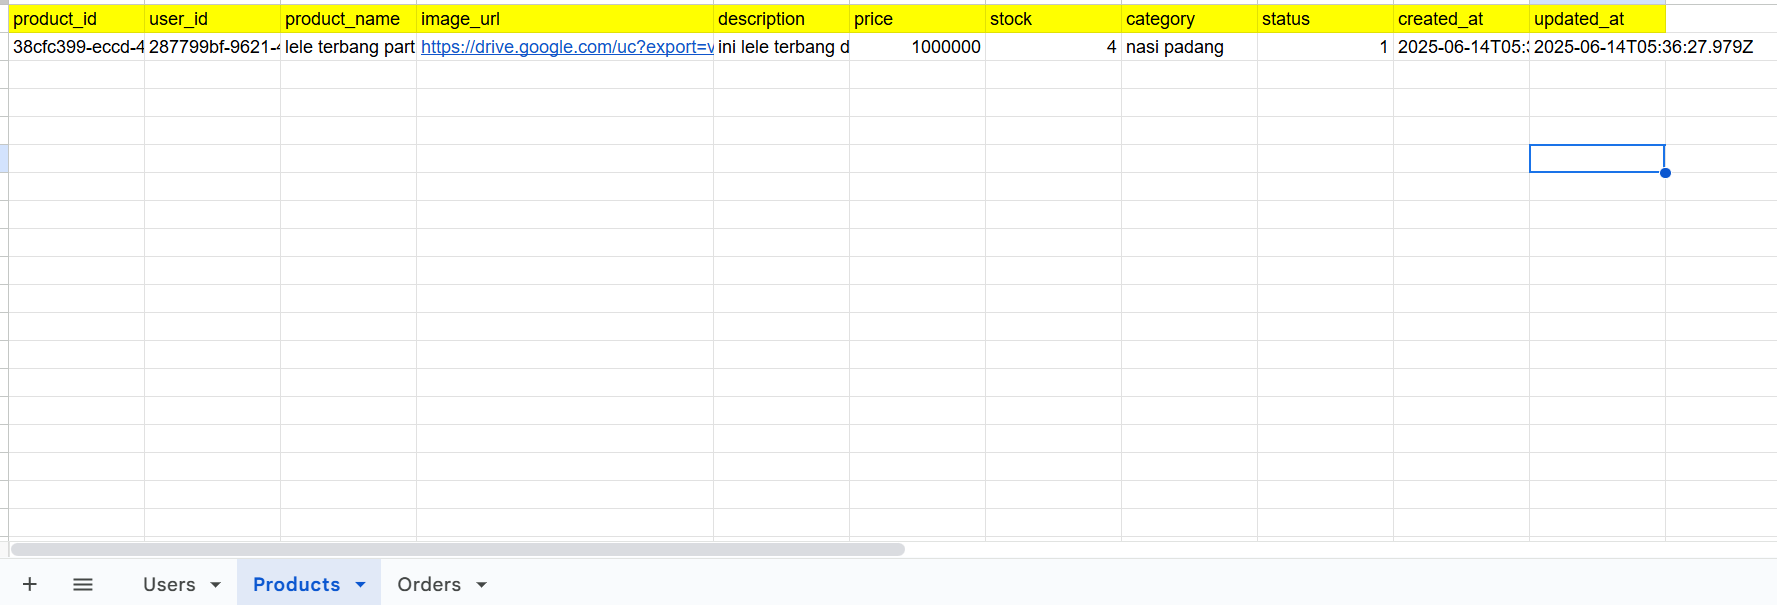 product_id user_id product_name image_url description price stock category status created_at updated_at
38cfc399-eccd-4 287799bf-9621-4 lele terbang part https://drive.google.com/uc?export=v ini lele terbang d 1000000 4 nasi padang 1 2025-06-14T05:3 2025-06-14T05:36:27.979Z
Users Products Orders